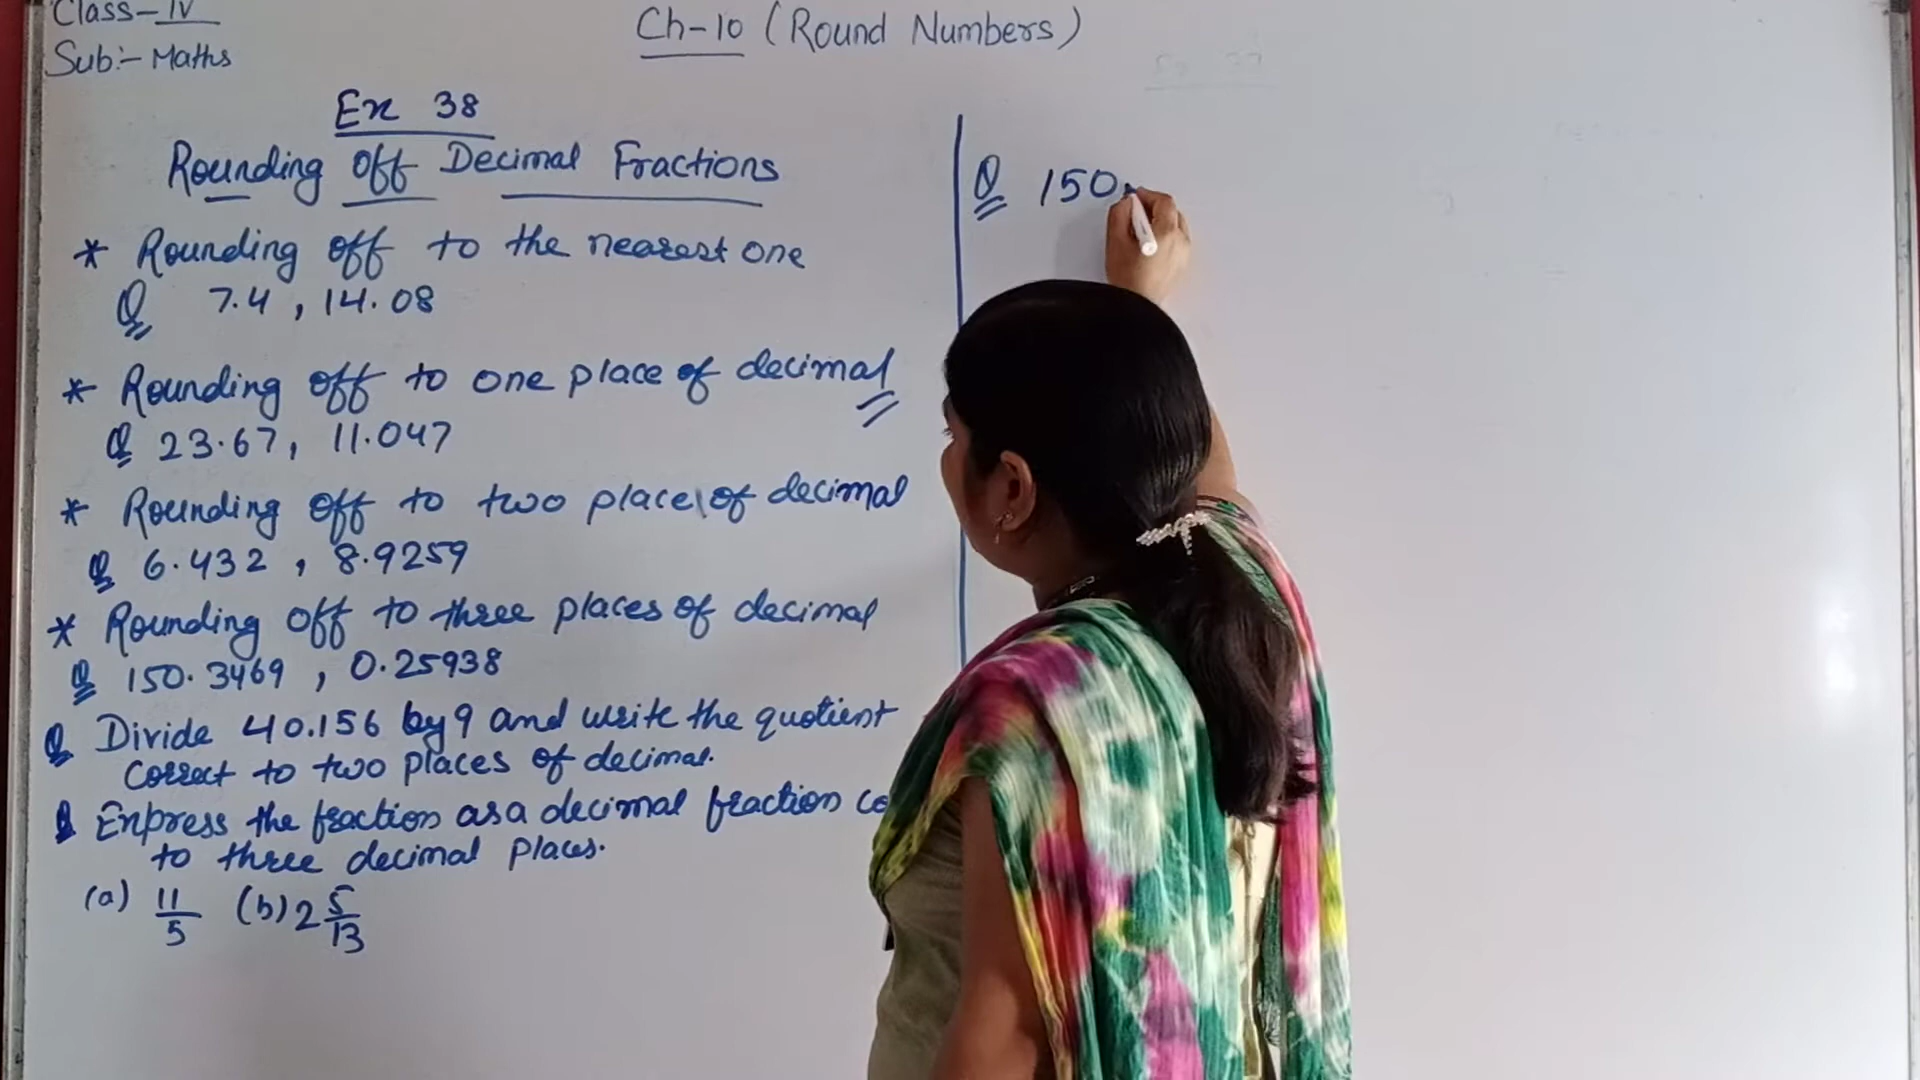 Class-IV
Sub:- Maths
Ch-10 (Round Numbers)
Ex 38
Rounding off Decimal Fractions
* Rounding off to the nearest one
Q 7.4, 14.08
* Rounding off to one place of decimal
Q 23.67, 11.047
* Rounding off to two place of decimal
Q 6.432, 8.9259
* Rounding off to three places of decimal
Q 150.3469, 0.25938
Q Divide 40.156 by 9 and write the quotient
correct to two places of decimal.
Q Express the fraction as a decimal fraction co
to three decimal places.
(a) 11/5 (b) 2 5/13
Q 150